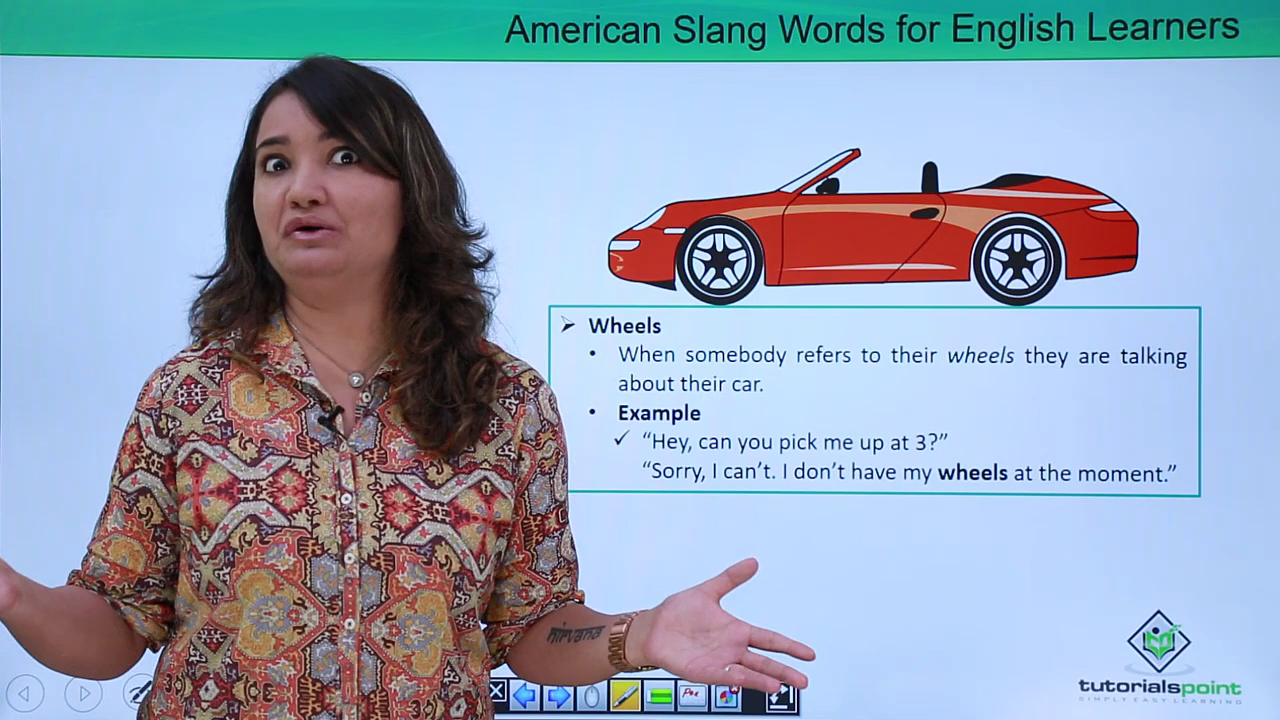 American Slang Words for English Learners
➢ Wheels
• When somebody refers to their wheels they are talking
about their car.
• Example
✓ “Hey, can you pick me up at 3?”
“Sorry, I can’t. I don’t have my wheels at the moment.”
nirvana
Pen
tutorialspoint
SIMPLY EASY LEARNING